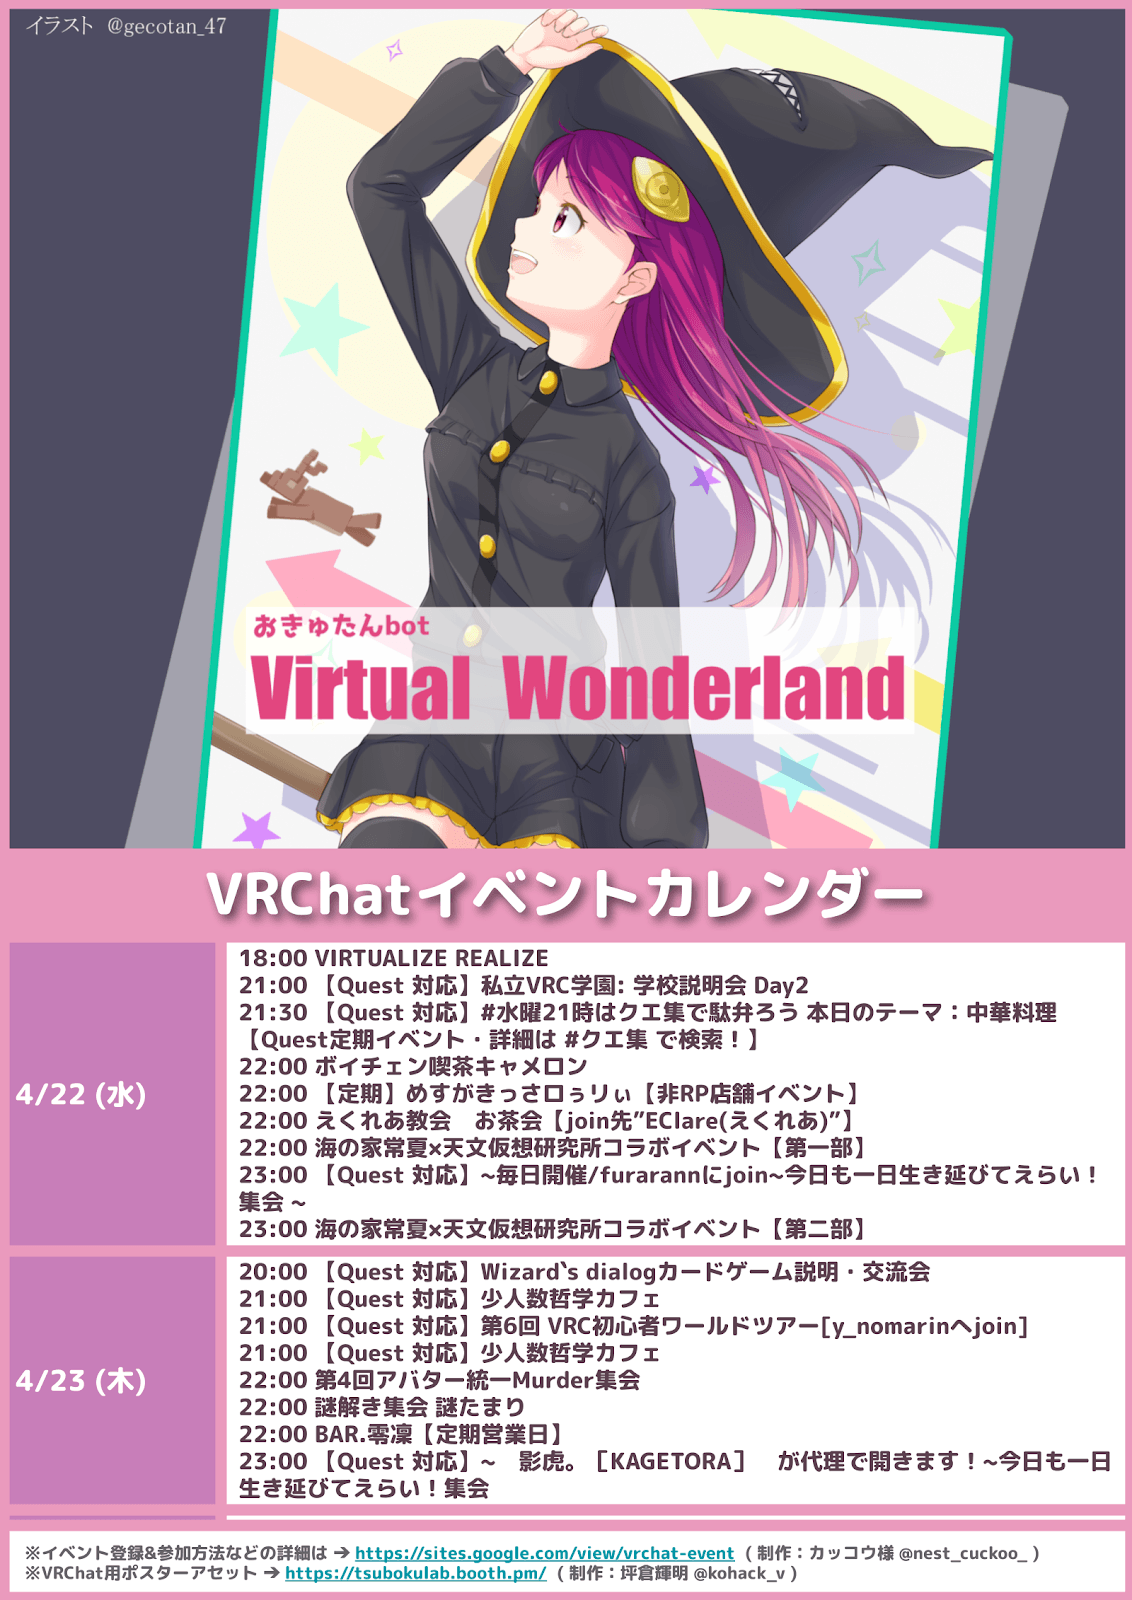 イラスト @gecotan_47
おきゅたんbot
Virtual Wonderland
VRChatイベントカレンダー
4/22 (水)
18:00 VIRTUALIZE REALIZE
21:00 【Quest 対応】私立VRC学園: 学校説明会 Day2
21:30 【Quest 対応】#水曜21時はクエ集で駄弁ろう 本日のテーマ：中華料理
【Quest定期イベント・詳細は #クエ集 で検索！】
22:00 ボイチェン喫茶キャメロン
22:00 【定期】めすがきっさロぅリぃ【非RP店舗イベント】
22:00 えくれあ教会　お茶会【join先”EClare(えくれあ)”】
22:00 海の家常夏×天文仮想研究所コラボイベント【第一部】
23:00 【Quest 対応】~毎日開催/furarannにjoin~今日も一日生き延びてえらい！
集会 ~
23:00 海の家常夏×天文仮想研究所コラボイベント【第二部】
4/23 (木)
20:00 【Quest 対応】Wizard‵s dialogカードゲーム説明・交流会
21:00 【Quest 対応】少人数哲学カフェ
21:00 【Quest 対応】第6回 VRC初心者ワールドツアー[y_nomarinへjoin]
21:00 【Quest 対応】少人数哲学カフェ
22:00 第4回アバター統一Murder集会
22:00 謎解き集会 謎たまり
22:00 BAR.零凜【定期営業日】
23:00 【Quest 対応】~　影虎。［KAGETORA］　が代理で開きます！~今日も一日
生き延びてえらい！集会
※イベント登録&参加方法などの詳細は → https://sites.google.com/view/vrchat-event ( 制作：カッコウ様 @nest_cuckoo_ )
※VRChat用ポスターアセット → https://tsubokulab.booth.pm/ ( 制作：坪倉輝明 @kohack_v )